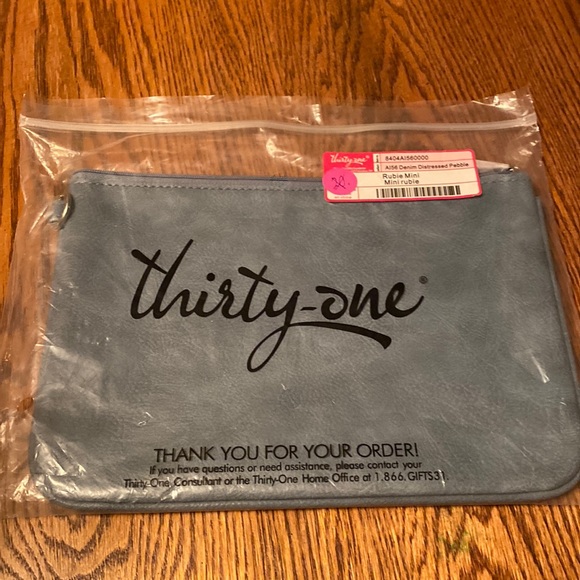 thirty-one
8404AI560000
AI56 Denim Distressed Pebble
Rubie Mini
Mini rubie
thirty-one®
THANK YOU FOR YOUR ORDER!
If you have questions or need assistance, please contact your
Thirty-One Consultant or the Thirty-One Home Office at 1.866.GIFTS31.